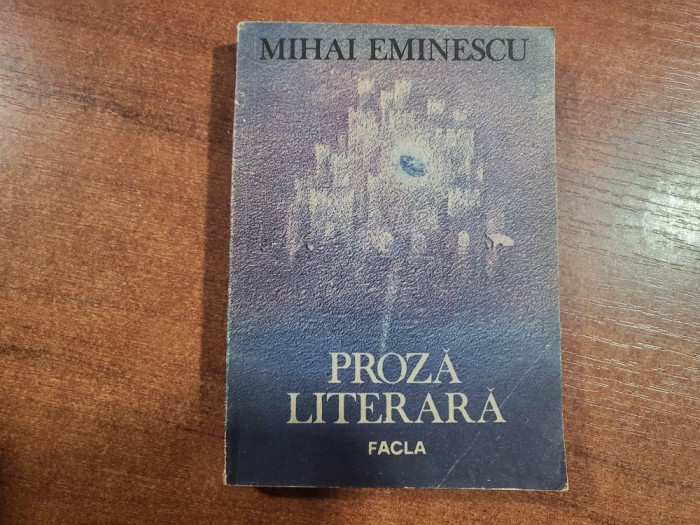 MIHAI EMINESCU
PROZĂ
LITERARĂ
FACLA